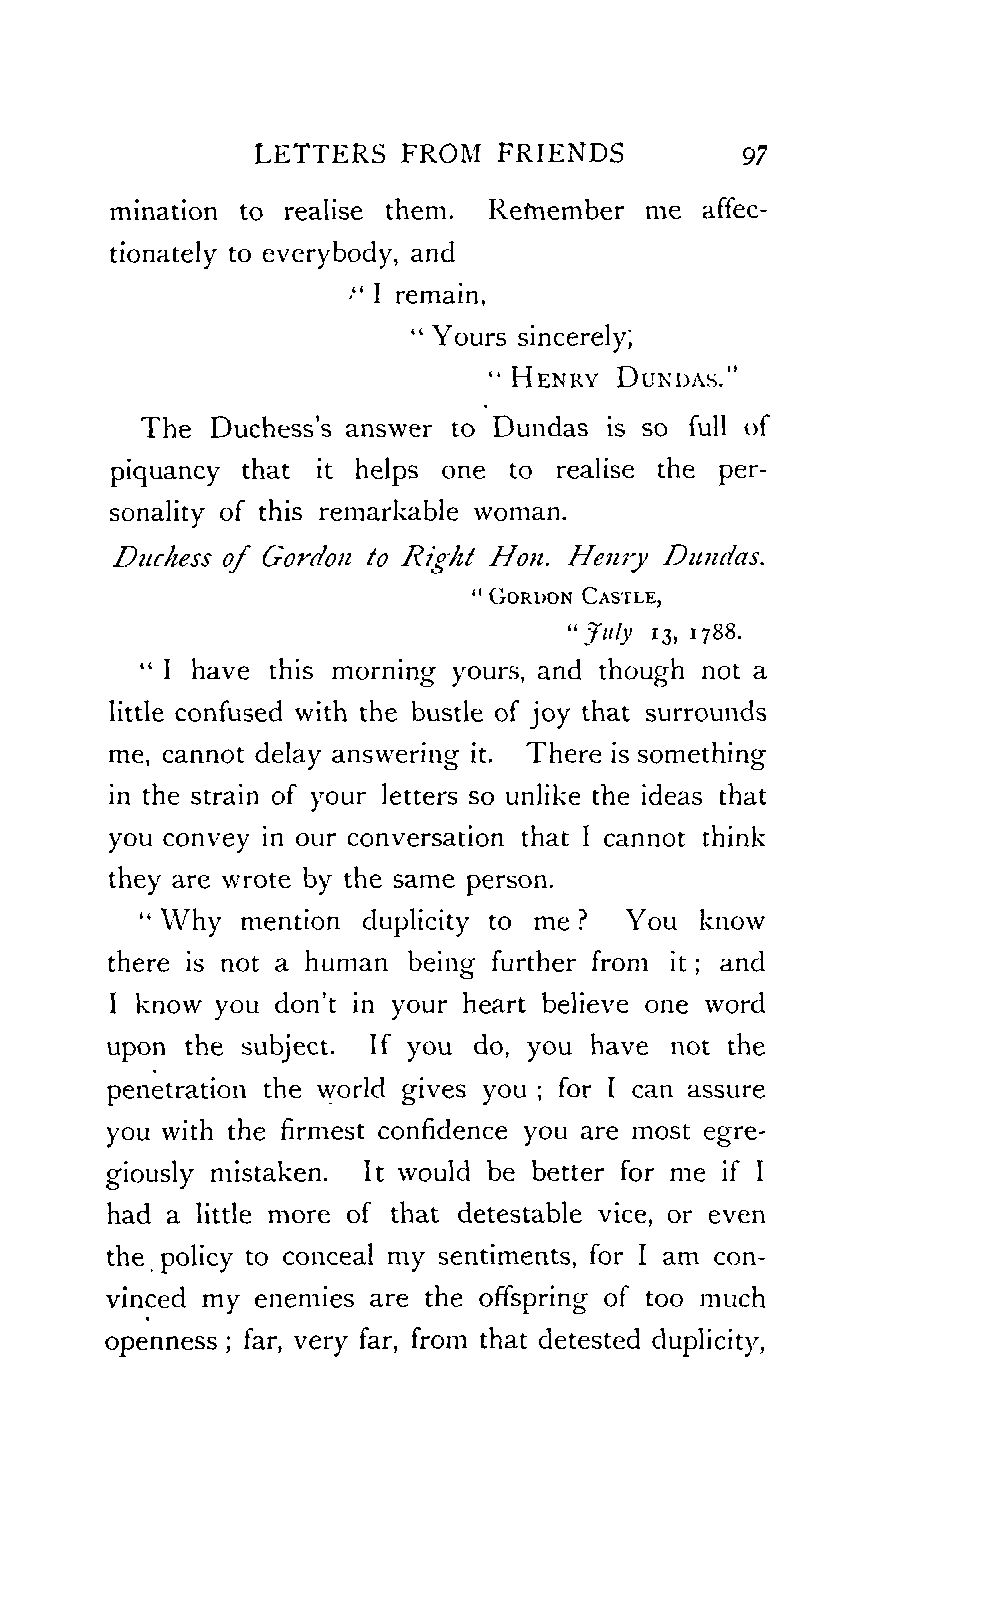 LETTERS FROM FRIENDS 97
mination to realise them. Remember me affec-
tionately to everybody, and
" I remain,
" Yours sincerely,
" HENRY DUNDAS."
The Duchess's answer to Dundas is so full of
piquancy that it helps one to realise the per-
sonality of this remarkable woman.
Duchess of Gordon to Right Hon. Henry Dundas.
" GORDON CASTLE,
" July 13, 1788.
" I have this morning yours, and though not a
little confused with the bustle of joy that surrounds
me, cannot delay answering it. There is something
in the strain of your letters so unlike the ideas that
you convey in our conversation that I cannot think
they are wrote by the same person.
" Why mention duplicity to me ? You know
there is not a human being further from it ; and
I know you don't in your heart believe one word
upon the subject. If you do, you have not the
penetration the world gives you ; for I can assure
you with the firmest confidence you are most egre-
giously mistaken. It would be better for me if I
had a little more of that detestable vice, or even
the policy to conceal my sentiments, for I am con-
vinced my enemies are the offspring of too much
openness ; far, very far, from that detested duplicity,